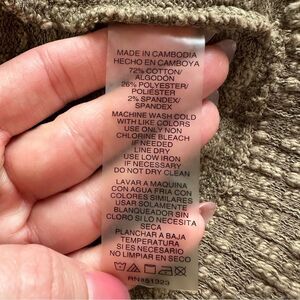 MADE IN CAMBODIA
HECHO EN CAMBOYA
72% COTTON/
ALGODON
26% POLYESTER/
POLIESTER
2% SPANDEX/
SPANDEX
MACHINE WASH COLD
WITH LIKE COLORS
USE ONLY NON
CHLORINE BLEACH
IF NEEDED
LINE DRY
USE LOW IRON
IF NECESSARY
DO NOT DRY CLEAN
LAVAR A MAQUINA
CON AGUA FRIA CON
COLORES SIMILARES
USAR SOLAMENTE
BLANQUEADOR SIN
CLORO SI LO NECESITA
SECA
PLANCHAR A BAJA
TEMPERATURA
SI ES NECESARIO
NO LIMPIAR EN SECO